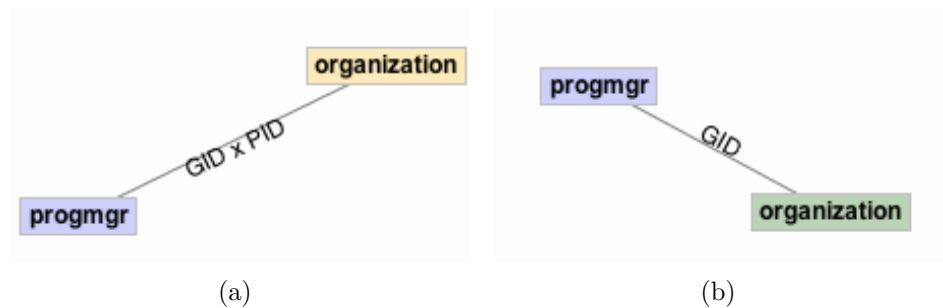 organization
GID x PID
progmgr
(a)
progmgr
GID
organization
(b)